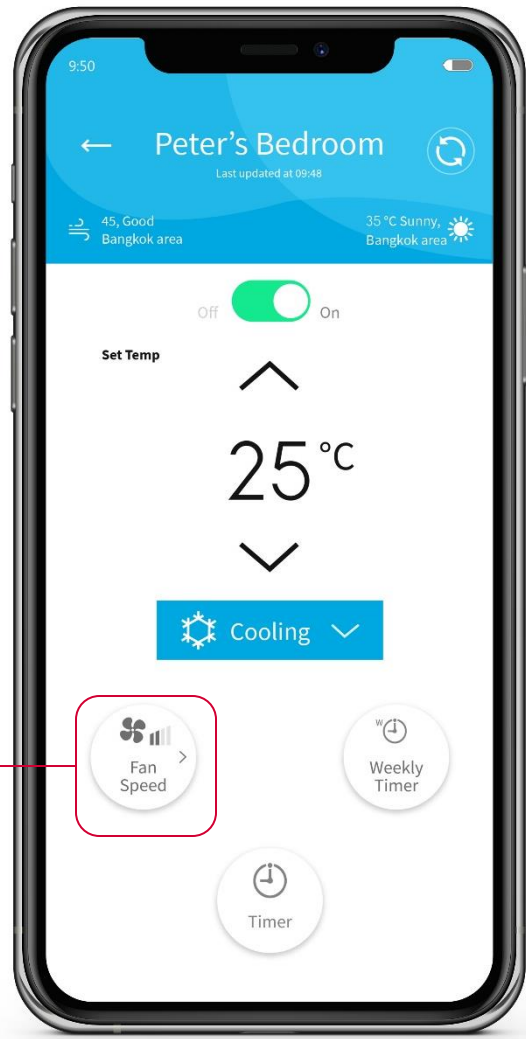 9:50
Peter's Bedroom
Last updated at 09:48
45, Good
Bangkok area
35 °C Sunny,
Bangkok area
Off
On
Set Temp
25 °C
Cooling
Fan
Speed
W
Weekly
Timer
Timer